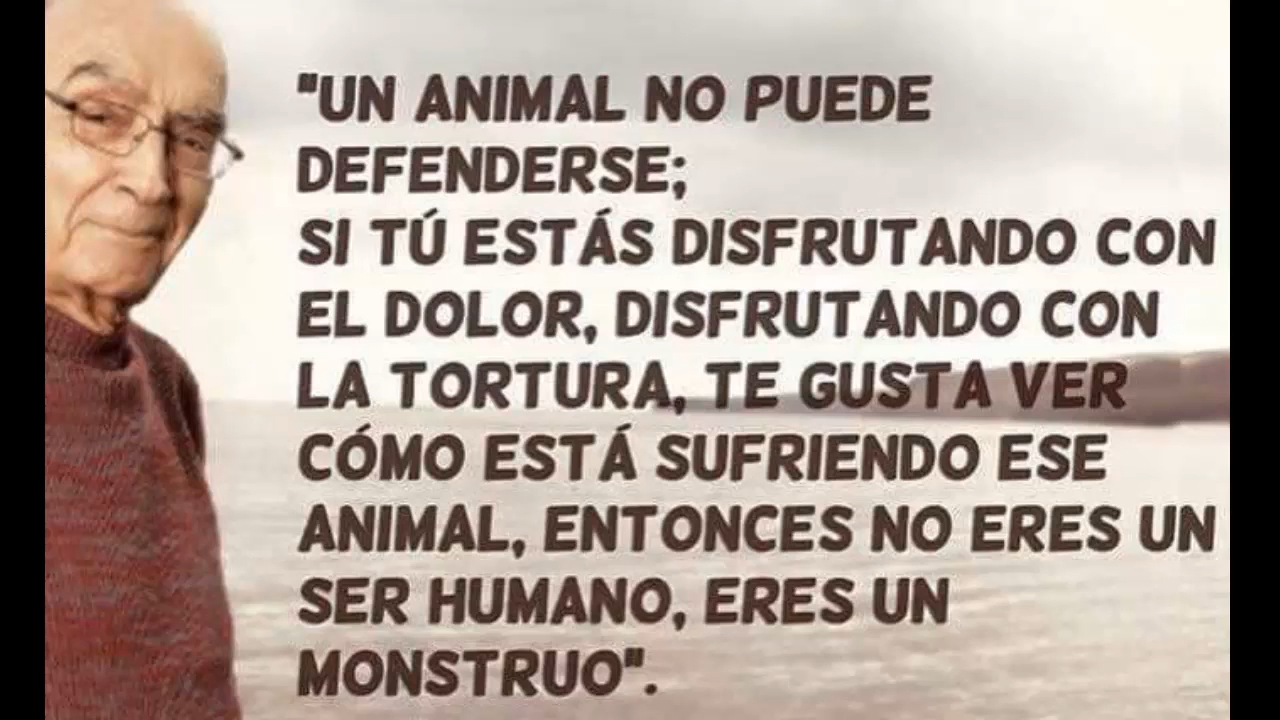 "UN ANIMAL NO PUEDE
DEFENDERSE;
SI TÚ ESTÁS DISFRUTANDO CON
EL DOLOR, DISFRUTANDO CON
LA TORTURA, TE GUSTA VER
CÓMO ESTÁ SUFRIENDO ESE
ANIMAL, ENTONCES NO ERES UN
SER HUMANO, ERES UN
MONSTRUO".